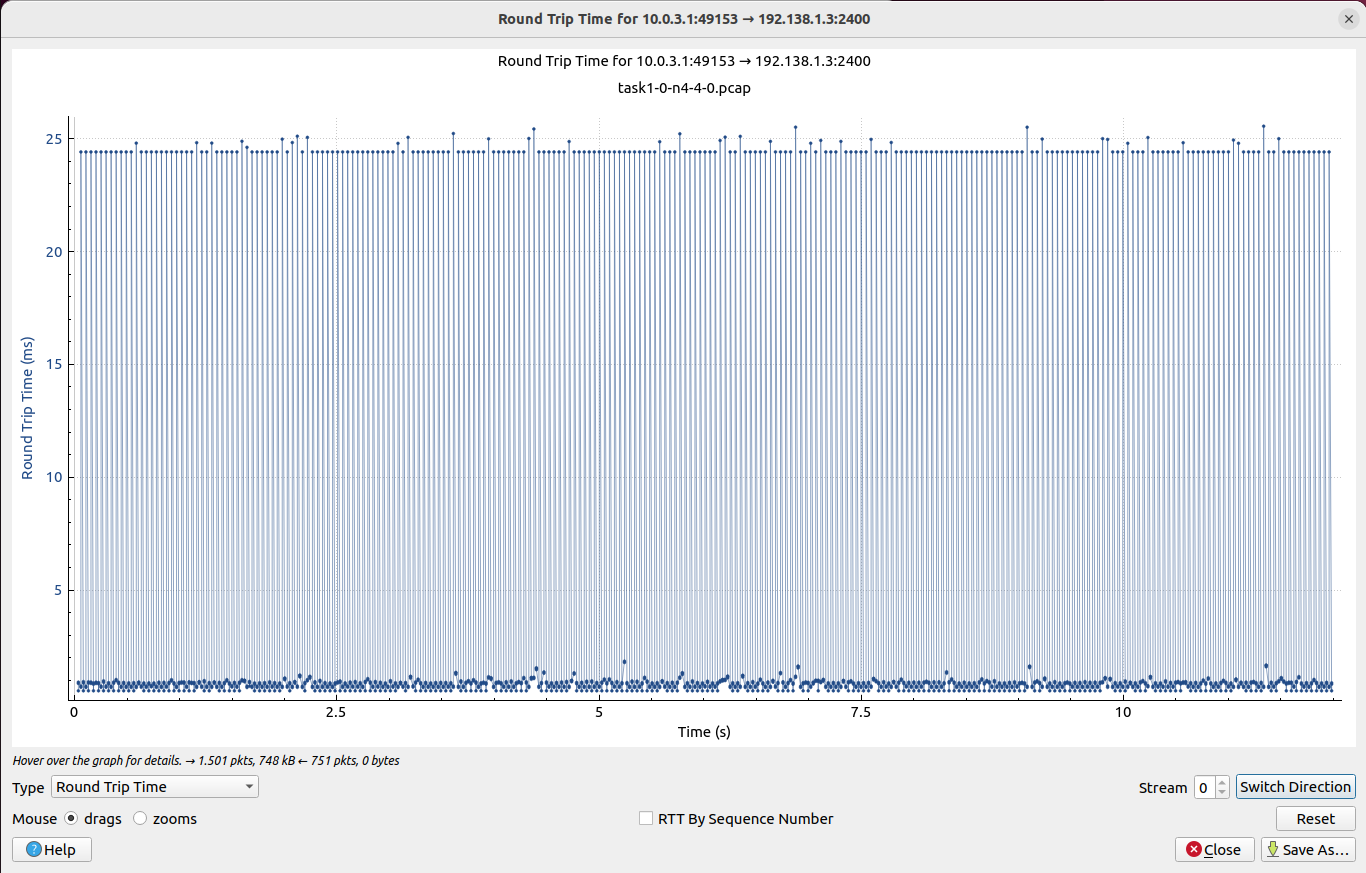 Round Trip Time for 10.0.3.1:49153 → 192.138.1.3:2400
Round Trip Time for 10.0.3.1:49153 → 192.138.1.3:2400
task1-0-n4-4-0.pcap
25
20
15
10
5
Round Trip Time (ms)
0 2.5 5 7.5 10
Time (s)
Hover over the graph for details. → 1.501 pkts, 748 kB ← 751 pkts, 0 bytes
Type Round Trip Time Stream 0 Switch Direction
Mouse drags zooms RTT By Sequence Number Reset
Help Close Save As...